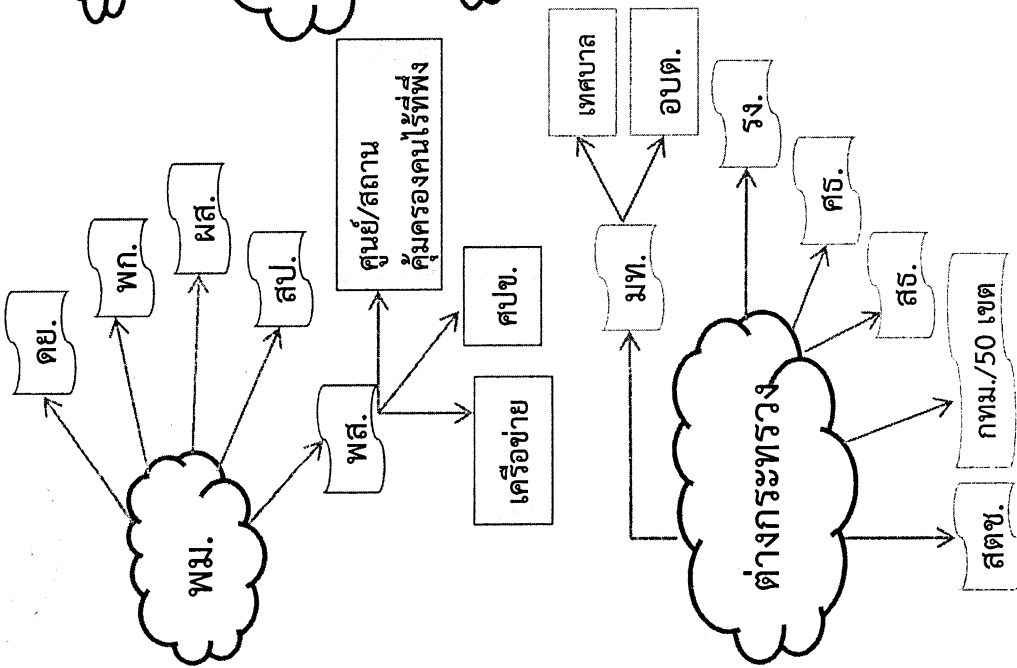 พม.
ดย.
พก.
ผส.
สป.
พส.
ศูนย์/สถาน
คุ้มครองคนไร้ที่พึ่ง
ศปข.
เครือข่าย
ต่างกระทรวง
มท.
เทศบาล
อบต.
รง.
ศธ.
สธ.
กทม./50 เขต
สตช.